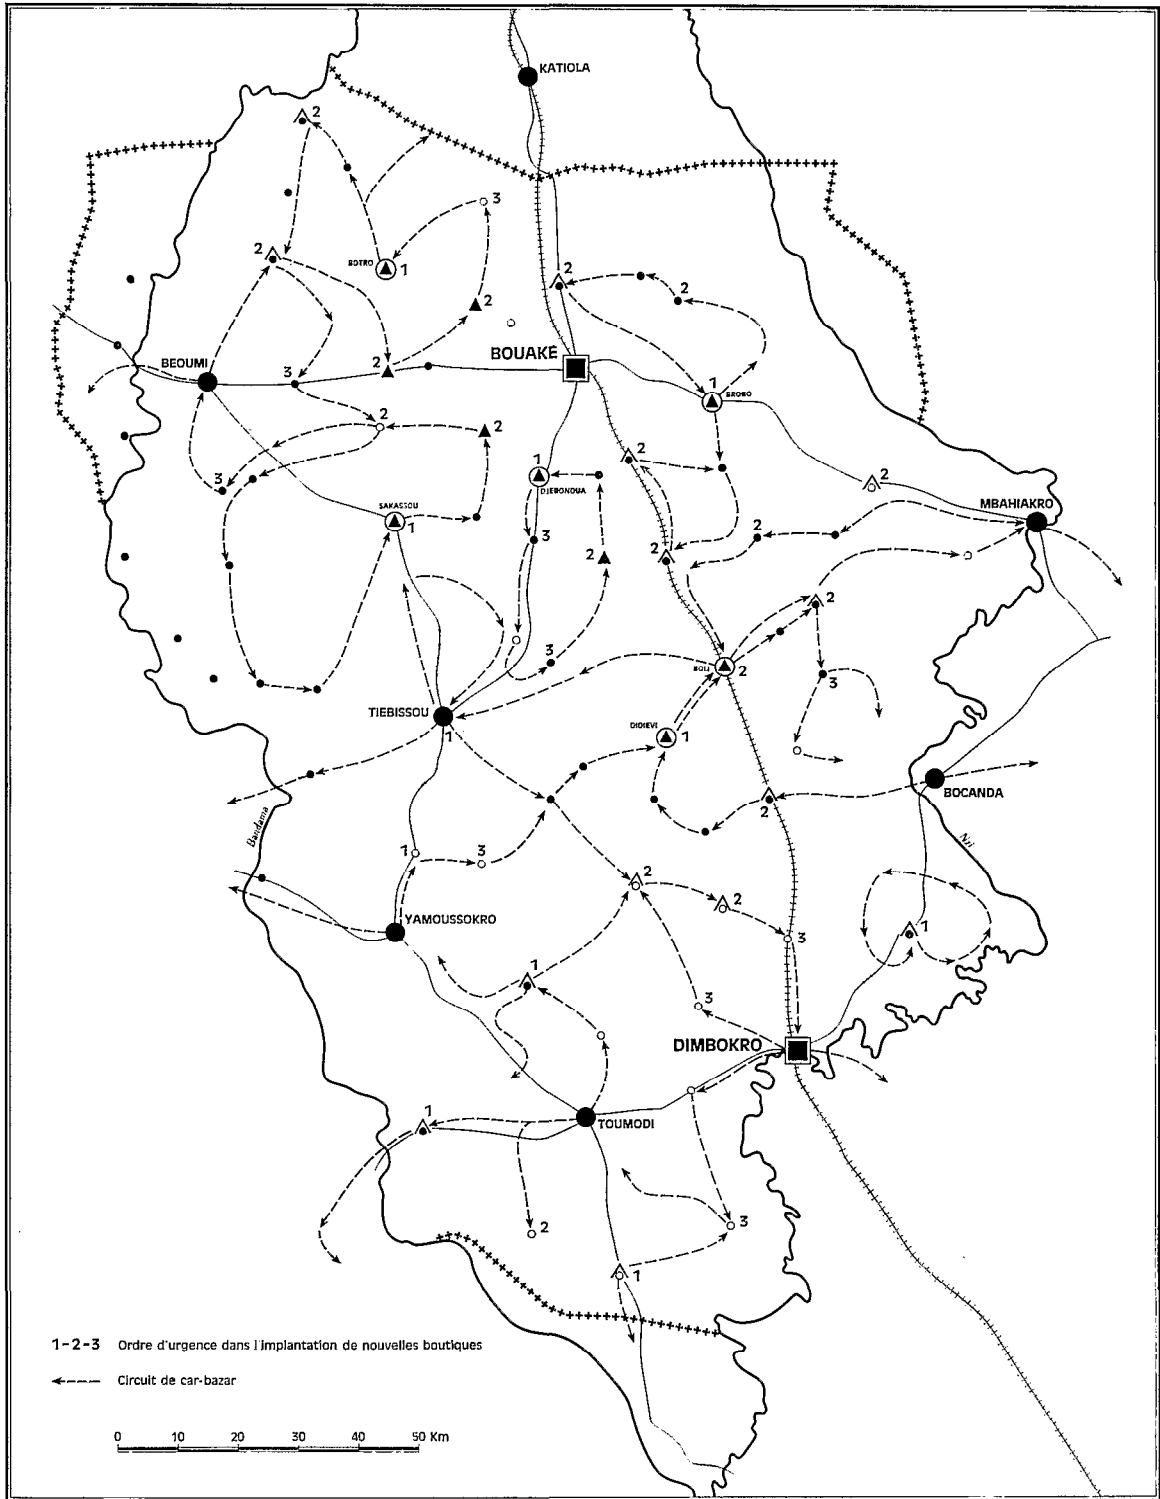 KATIOLA
2
3
2
BOTRO
1
2
2
2
BOUAKÉ
BEOUMI
3
2
1
BROBO
2
2
3
1
DJEBONOUA
2
2
MBAHIAKRO
SAKASSOU
1
3
2
2
2
2
3
BOLI
2
3
TIEBISSOU
1
DIDIEVI
1
BOCANDA
2
Bandama
Nzi
1
3
2
2
YAMOUSSOKRO
3
1
1
3
DIMBOKRO
1
TOUMODI
2
3
1
1-2-3 Ordre d'urgence dans l'implantation de nouvelles boutiques
Circuit de car-bazar
0 10 20 30 40 50 Km